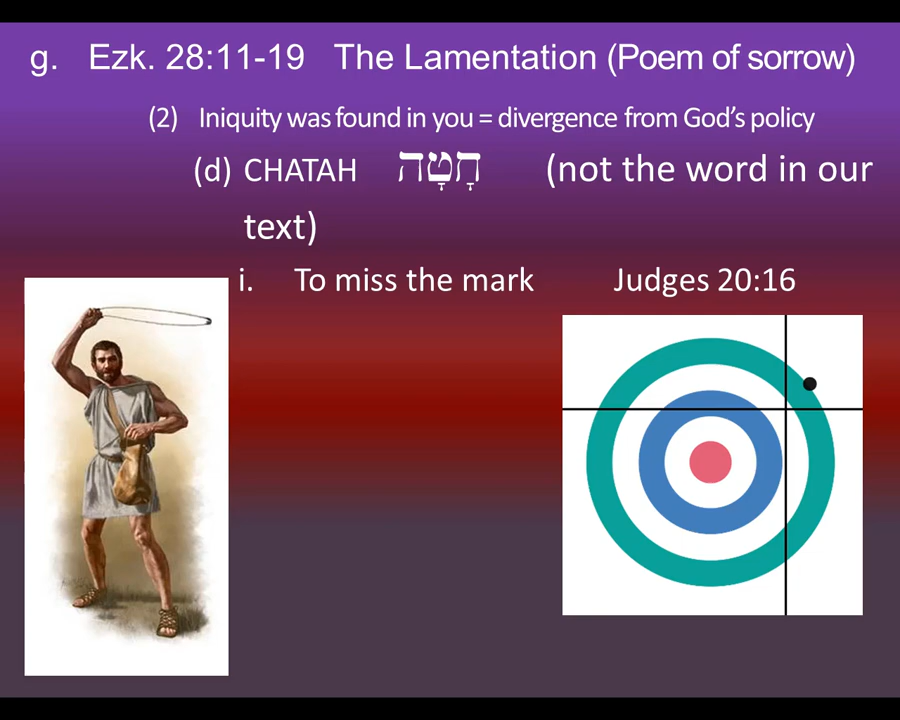 g. Ezk. 28:11-19 The Lamentation (Poem of sorrow)
(2) Iniquity was found in you = divergence from God’s policy
(d) CHATAH חָטָּה (not the word in our
text)
i. To miss the mark Judges 20:16